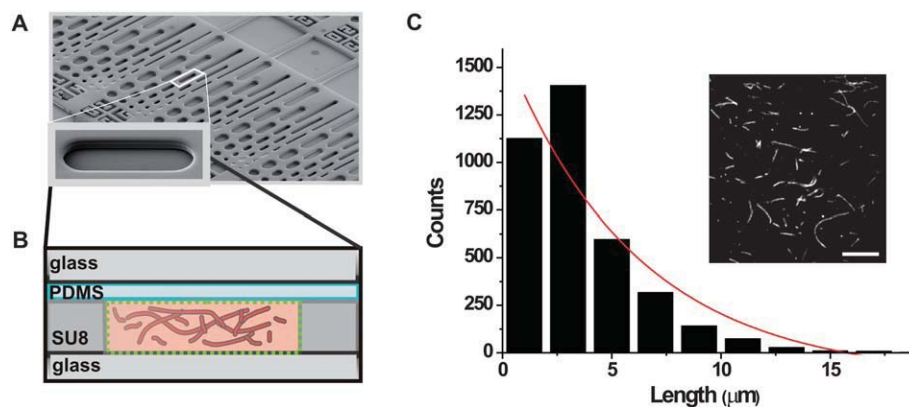 A
B
glass
PDMS
SU8
glass
C
1500
1250
1000
750
500
250
0
Counts
0 5 10 15
Length (μm)